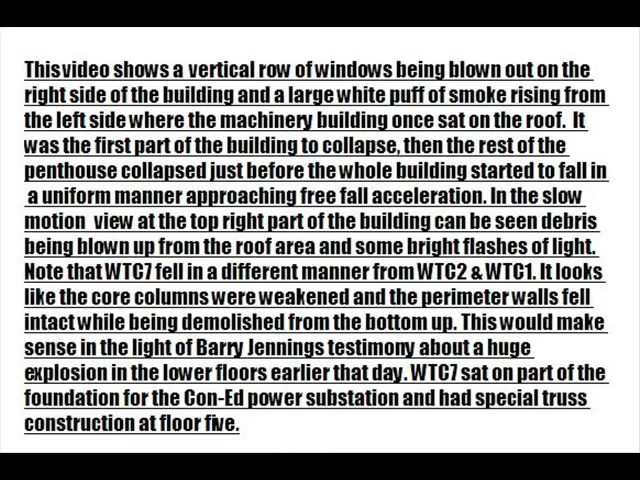 This video shows a vertical row of windows being blown out on the
right side of the building and a large white puff of smoke rising from
the left side where the machinery building once sat on the roof. It
was the first part of the building to collapse, then the rest of the
penthouse collapsed just before the whole building started to fall in
a uniform manner approaching free fall acceleration. In the slow
motion view at the top right part of the building can be seen debris
being blown up from the roof area and some bright flashes of light.
Note that WTC7 fell in a different manner from WTC2 & WTC1. It looks
like the core columns were weakened and the perimeter walls fell
intact while being demolished from the bottom up. This would make
sense in the light of Barry Jennings testimony about a huge
explosion in the lower floors earlier that day. WTC7 sat on part of the
foundation for the Con-Ed power substation and had special truss
construction at floor five.